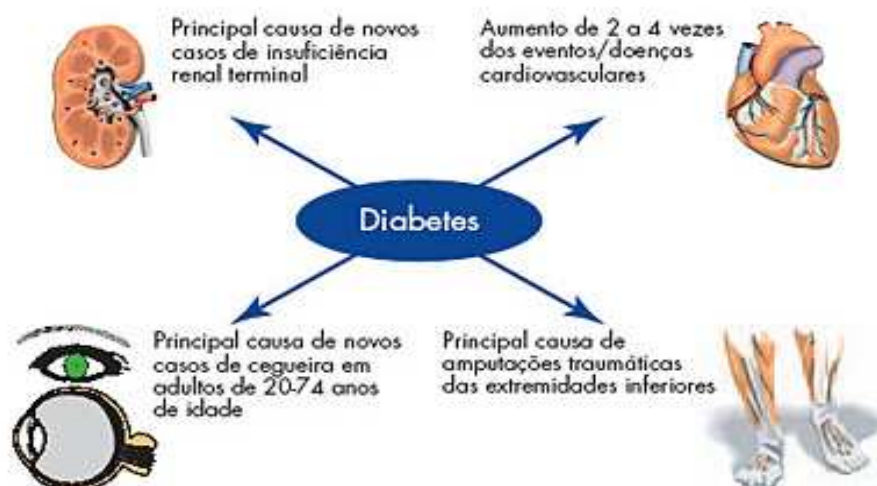 Principal causa de novos
casos de insuficiência
renal terminal
Aumento de 2 a 4 vezes
dos eventos/doenças
cardiovasculares
Diabetes
Principal causa de novos
casos de cegueira em
adultos de 20-74 anos
de idade
Principal causa de
amputações traumáticas
das extremidades inferiores